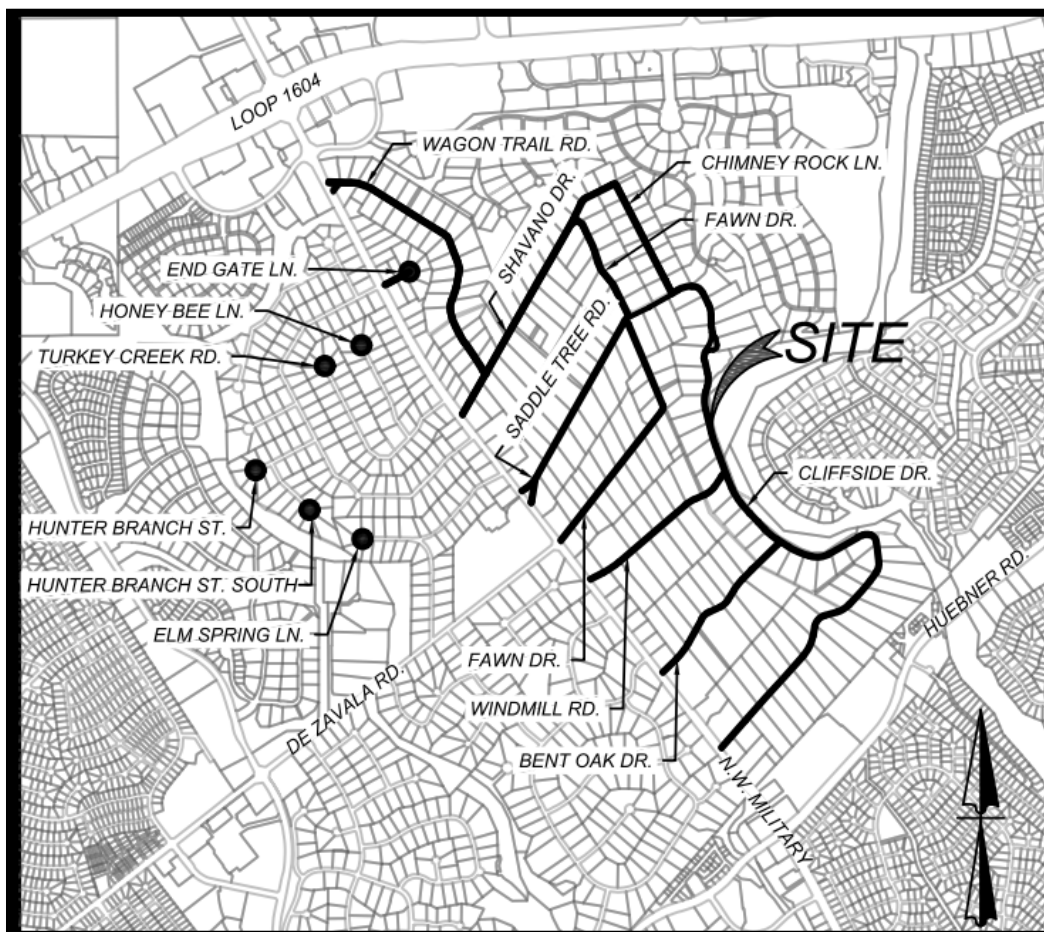 LOOP 1604
WAGON TRAIL RD.
CHIMNEY ROCK LN.
SHAVANO DR.
FAWN DR.
END GATE LN.
HONEY BEE LN.
SADDLE TREE RD.
SITE
TURKEY CREEK RD.
CLIFFSIDE DR.
HUNTER BRANCH ST.
HUNTER BRANCH ST. SOUTH
HUEBNER RD.
ELM SPRING LN.
FAWN DR.
DE ZAVALA RD.
WINDMILL RD.
BENT OAK DR.
N.W. MILITARY